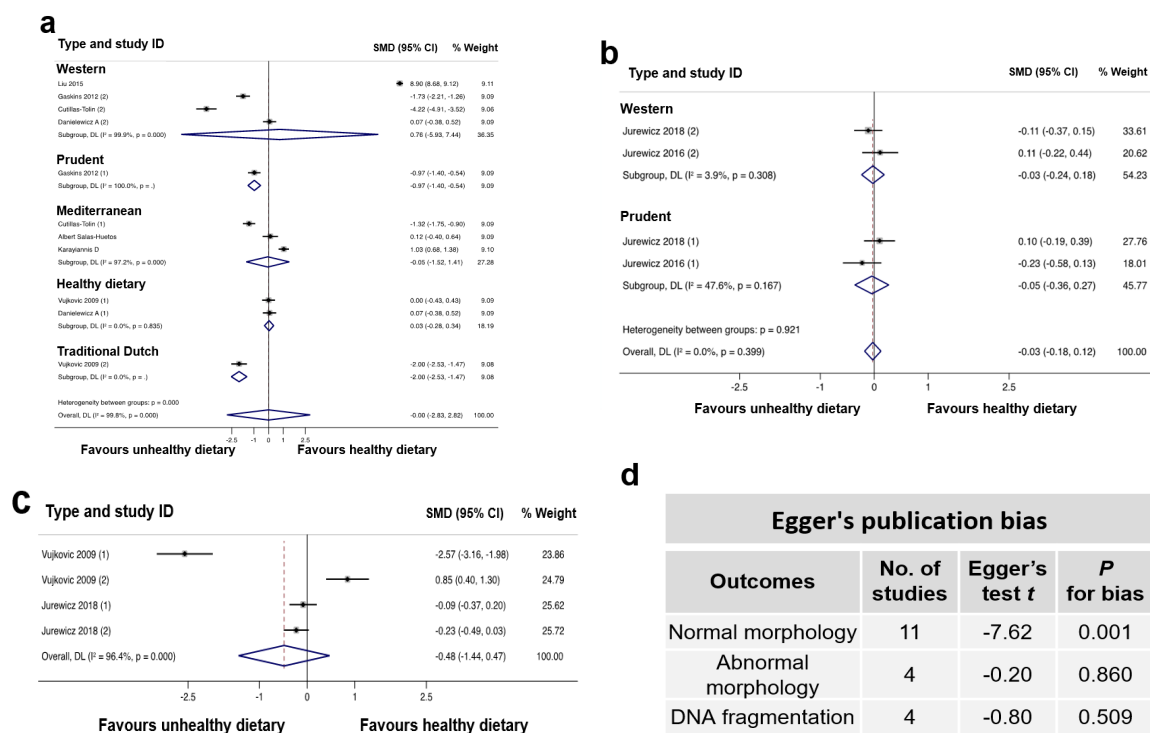 a
Type and study ID SMD (95% CI) % Weight
Western
Liu 2015 8.90 (8.68, 9.12) 9.11
Gaskins 2012 (2) -1.73 (-2.21, -1.26) 9.09
Cutillas-Tolin (2) -4.22 (-4.91, -3.52) 9.06
Danielewicz A (2) 0.07 (-0.38, 0.52) 9.09
Subgroup, DL (I² = 99.9%, p = 0.000) 0.76 (-5.93, 7.44) 36.35
Prudent
Gaskins 2012 (1) -0.97 (-1.40, -0.54) 9.09
Subgroup, DL (I² = 100.0%, p = .) -0.97 (-1.40, -0.54) 9.09
Mediterranean
Cutillas-Tolin (1) -1.32 (-1.75, -0.90) 9.09
Albert Salas-Huetos 0.12 (-0.40, 0.64) 9.09
Karayiannis D 1.03 (0.68, 1.38) 9.10
Subgroup, DL (I² = 97.2%, p = 0.000) -0.05 (-1.52, 1.41) 27.28
Healthy dietary
Vujkovic 2009 (1) 0.00 (-0.43, 0.43) 9.09
Danielewicz A (1) 0.07 (-0.38, 0.52) 9.09
Subgroup, DL (I² = 0.0%, p = 0.835) 0.03 (-0.28, 0.34) 18.19
Traditional Dutch
Vujkovic 2009 (2) -2.00 (-2.53, -1.47) 9.08
Subgroup, DL (I² = 0.0%, p = .) -2.00 (-2.53, -1.47) 9.08
Heterogeneity between groups: p = 0.000
Overall, DL (I² = 99.8%, p = 0.000) -0.00 (-2.83, 2.82) 100.00
-2.5 -1 0 1 2.5
Favours unhealthy dietary Favours healthy dietary
b
Type and study ID SMD (95% CI) % Weight
Western
Jurewicz 2018 (2) -0.11 (-0.37, 0.15) 33.61
Jurewicz 2016 (2) 0.11 (-0.22, 0.44) 20.62
Subgroup, DL (I² = 3.9%, p = 0.308) -0.03 (-0.24, 0.18) 54.23
Prudent
Jurewicz 2018 (1) 0.10 (-0.19, 0.39) 27.76
Jurewicz 2016 (1) -0.23 (-0.58, 0.13) 18.01
Subgroup, DL (I² = 47.6%, p = 0.167) -0.05 (-0.36, 0.27) 45.77
Heterogeneity between groups: p = 0.921
Overall, DL (I² = 0.0%, p = 0.399) -0.03 (-0.18, 0.12) 100.00
-2.5 -1 0 1 2.5
Favours unhealthy dietary Favours healthy dietary
c
Type and study ID SMD (95% CI) % Weight
Vujkovic 2009 (1) -2.57 (-3.16, -1.98) 23.86
Vujkovic 2009 (2) 0.85 (0.40, 1.30) 24.79
Jurewicz 2018 (1) -0.09 (-0.37, 0.20) 25.62
Jurewicz 2018 (2) -0.23 (-0.49, 0.03) 25.72
Overall, DL (I² = 96.4%, p = 0.000) -0.48 (-1.44, 0.47) 100.00
-2.5 -1 0 1 2.5
Favours unhealthy dietary Favours healthy dietary
d
Egger's publication bias
Outcomes No. of studies Egger's test t P for bias
Normal morphology 11 -7.62 0.001
Abnormal morphology 4 -0.20 0.860
DNA fragmentation 4 -0.80 0.509